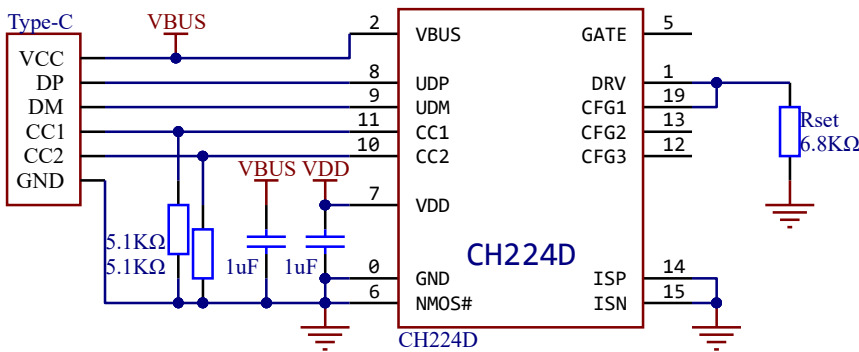 Type-C
VBUS
VCC
DP
DM
CC1
CC2
GND
5.1KΩ
5.1KΩ
VBUS
VDD
1uF
1uF
2
8
9
11
10
7
0
6
VBUS
UDP
UDM
CC1
CC2
VDD
GND
NMOS#
CH224D
GATE
DRV
CFG1
CFG2
CFG3
ISP
ISN
5
1
19
13
12
14
15
Rset
6.8KΩ
CH224D